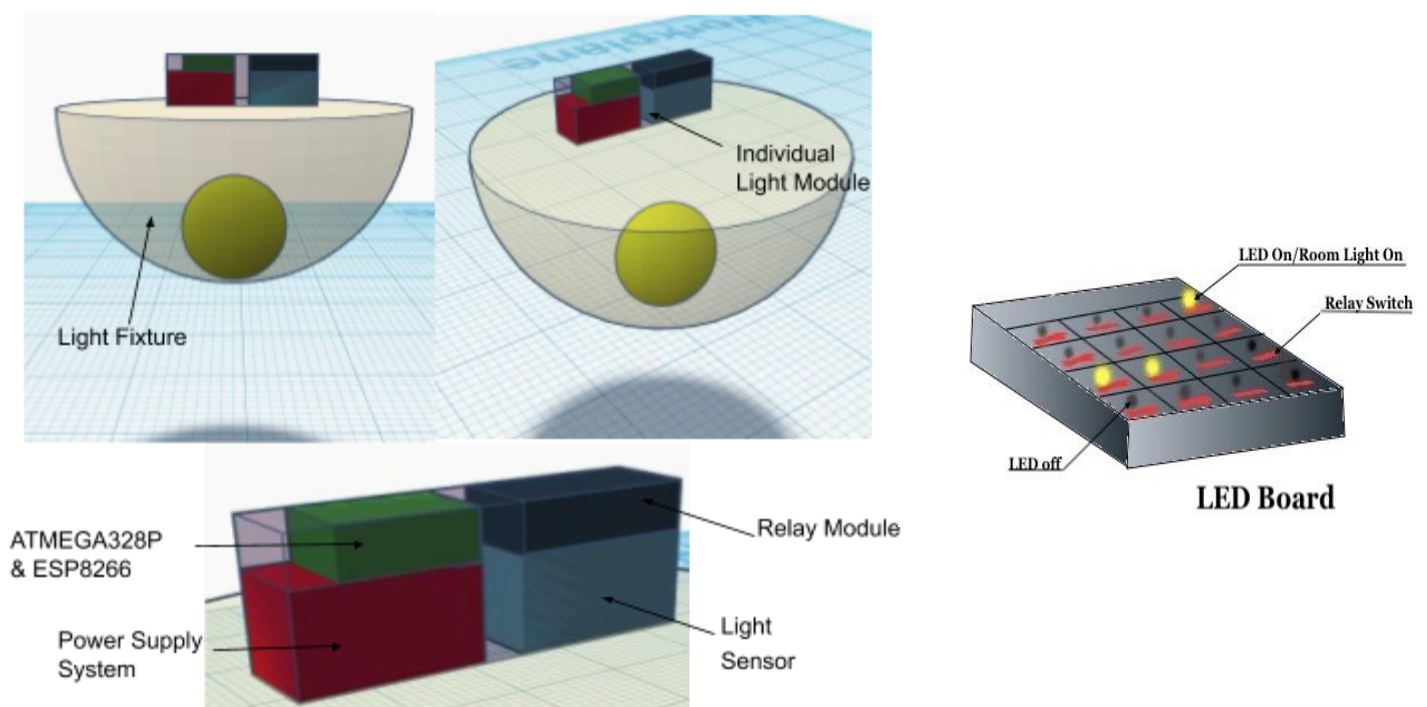 workplane
Individual
Light Module
Light Fixture
LED On/Room Light On
Relay Switch
LED off
LED Board
ATMEGA328P
& ESP8266
Power Supply
System
Relay Module
Light
Sensor